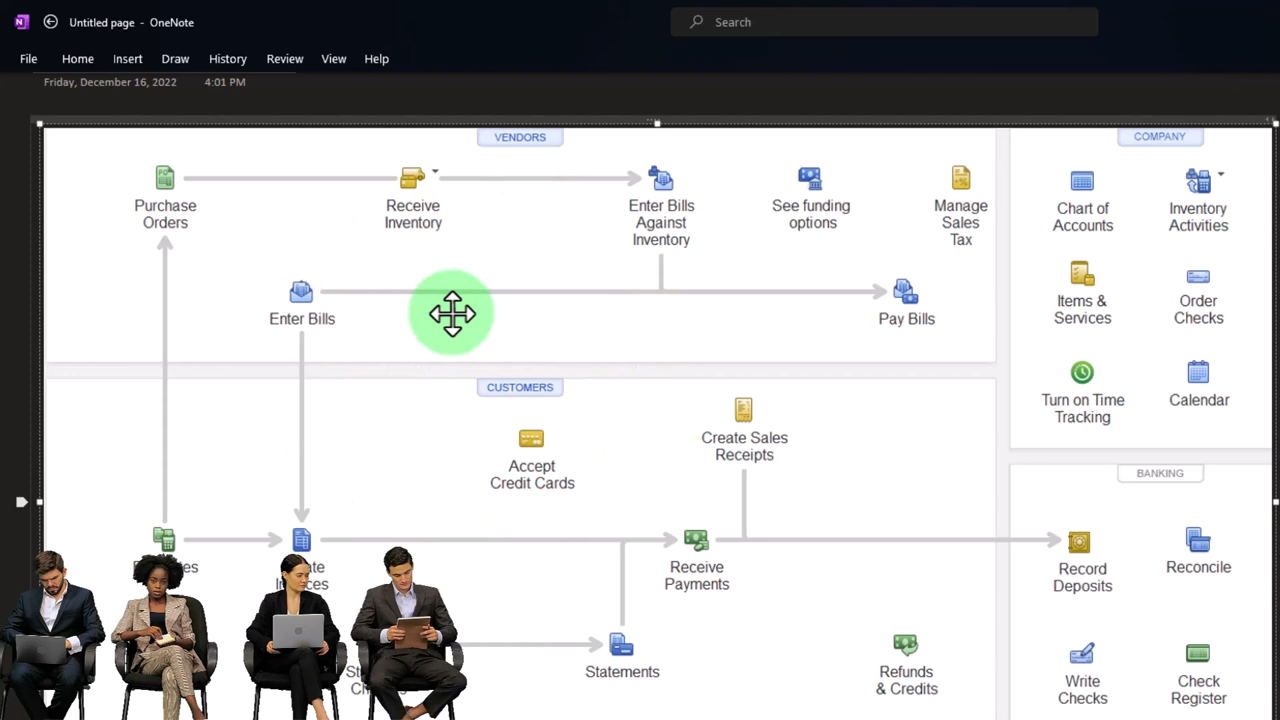 Untitled page - OneNote
Search
File Home Insert Draw History Review View Help
Friday, December 16, 2022 4:01 PM
VENDORS
Purchase
Orders
Receive
Inventory
Enter Bills
Against
Inventory
See funding
options
Manage
Sales
Tax
Enter Bills
Pay Bills
COMPANY
Chart of
Accounts
Inventory
Activities
Items &
Services
Order
Checks
Turn on Time
Tracking
Calendar
CUSTOMERS
Create Sales
Receipts
Accept
Credit Cards
Receive
Payments
Statements
Refunds
& Credits
BANKING
Record
Deposits
Reconcile
Write
Checks
Check
Register